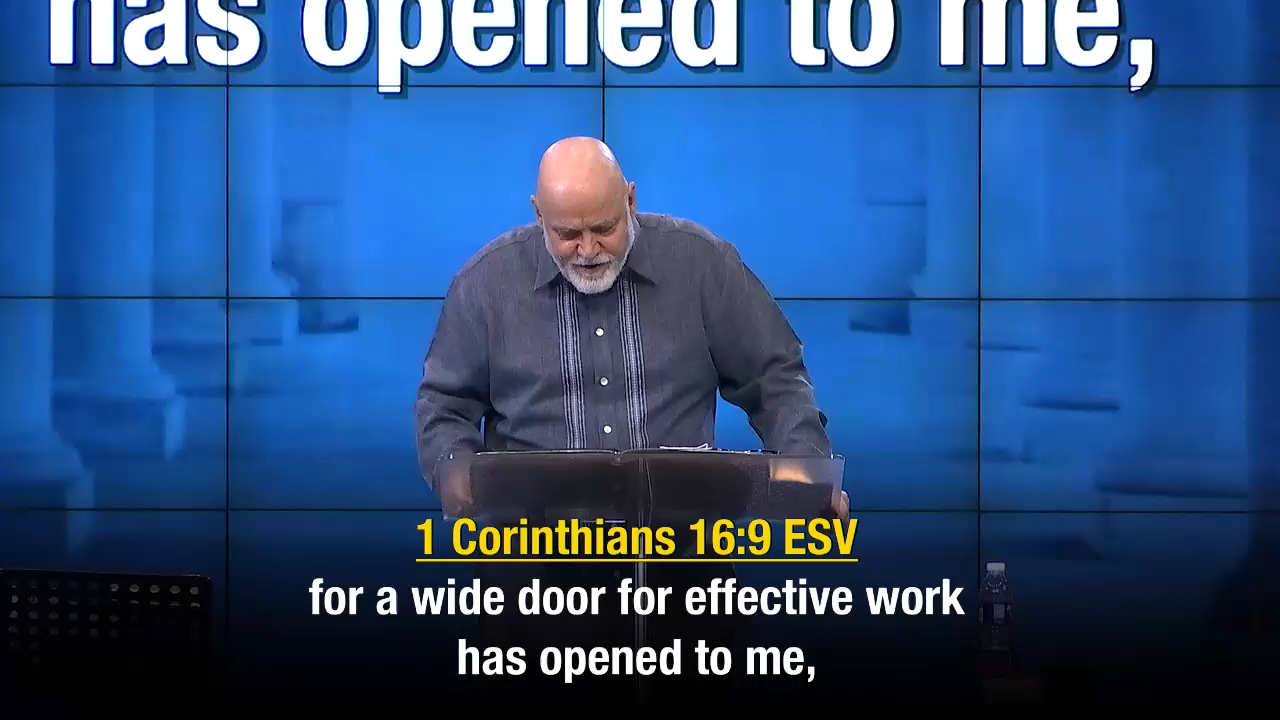 has opened to me,
1 Corinthians 16:9 ESV
for a wide door for effective work
has opened to me,